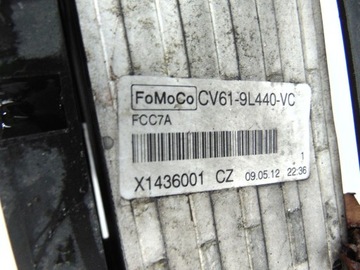 FoMoCo CV61-9L440-VC
FCC7A
1
X1436001 CZ 09.05.12 22:36